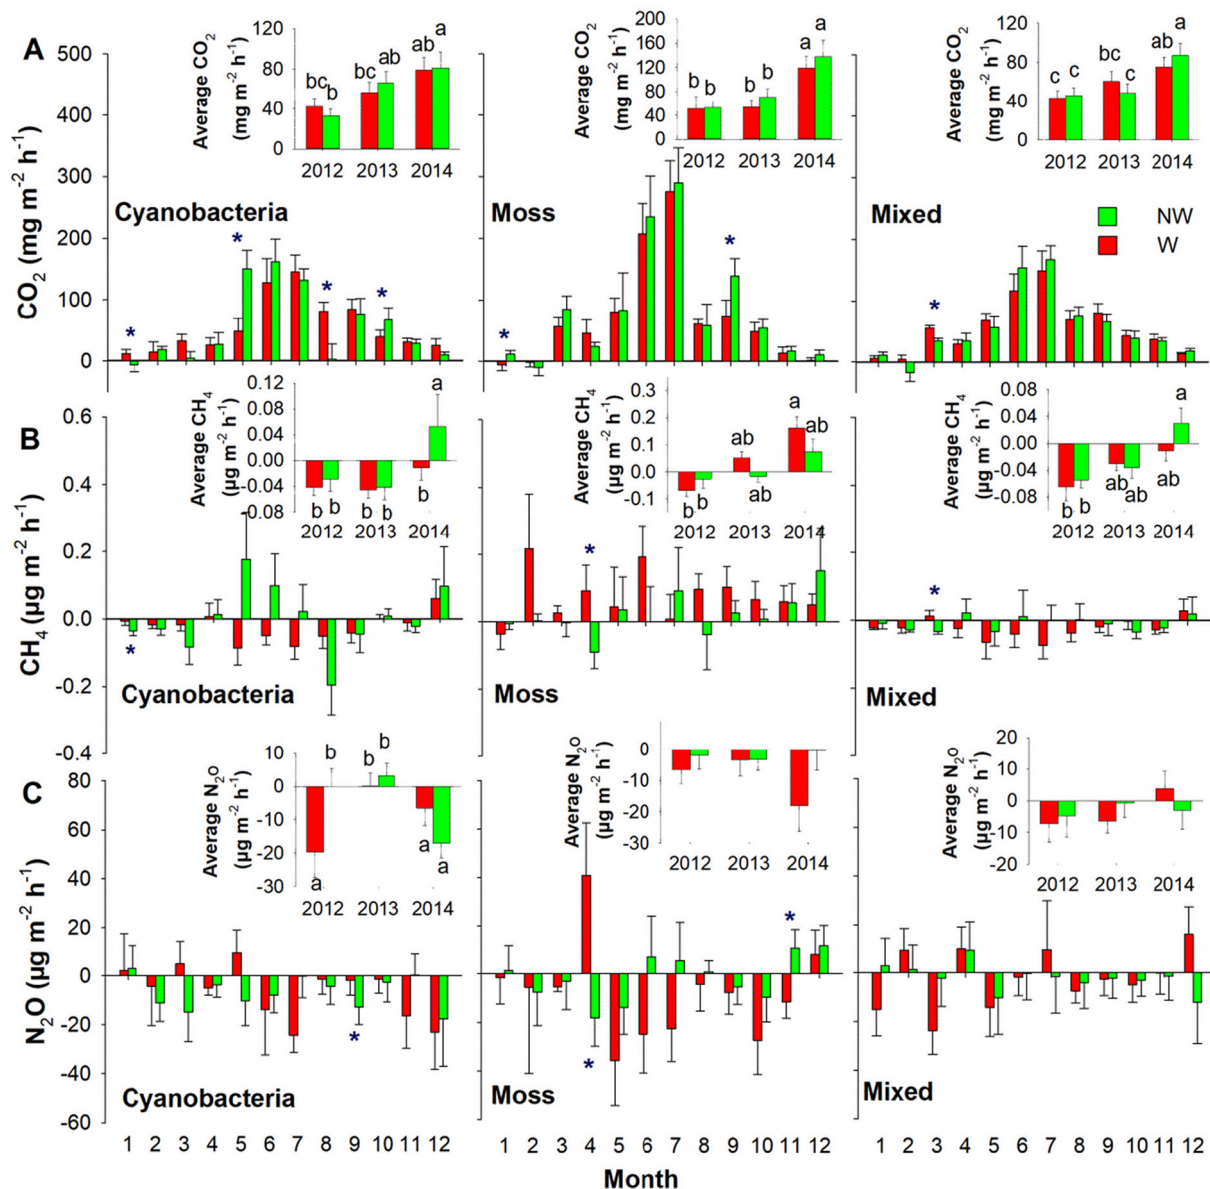 A
CO2 (mg m-2 h-1)
500
400
300
200
100
0
Average CO2
(mg m-2 h-1)
120
80
40
0
bc
b
bc
ab
ab
a
2012 2013 2014
Cyanobacteria
*
*
*
*
Average CO2
(mg m-2 h-1)
200
160
120
80
40
0
b
b
b
b
a
a
2012 2013 2014
Moss
*
*
Average CO2
(mg m-2 h-1)
120
80
40
0
c
c
bc
c
ab
a
2012 2013 2014
Mixed
NW
W
*
B
CH4 (µg m-2 h-1)
0.6
0.4
0.2
0.0
-0.2
-0.4
Average CH4
(µg m-2 h-1)
0.12
0.08
0.04
0.00
-0.04
-0.08
b
b
b
b
b
a
2012 2013 2014
*
Cyanobacteria
Average CH4
(µg m-2 h-1)
0.3
0.2
0.1
0.0
-0.1
b
b
ab
ab
a
ab
2012 2013 2014
*
Moss
Average CH4
(µg m-2 h-1)
0.08
0.04
0.00
-0.04
-0.08
b
b
ab
ab
ab
a
2012 2013 2014
*
Mixed
C
N2O (µg m-2 h-1)
80
60
40
20
0
-20
-40
-60
Average N2o
(µg m-2 h-1)
10
0
-10
-20
-30
a
b
b
b
a
a
2012 2013 2014
*
Cyanobacteria
Average N2o
(µg m-2 h-1)
0
-10
-20
-30
2012 2013 2014
*
*
Moss
Average N2o
(µg m-2 h-1)
20
10
0
-10
-20
2012 2013 2014
Mixed
1 2 3 4 5 6 7 8 9 10 11 12
1 2 3 4 5 6 7 8 9 10 11 12
1 2 3 4 5 6 7 8 9 10 11 12
Month